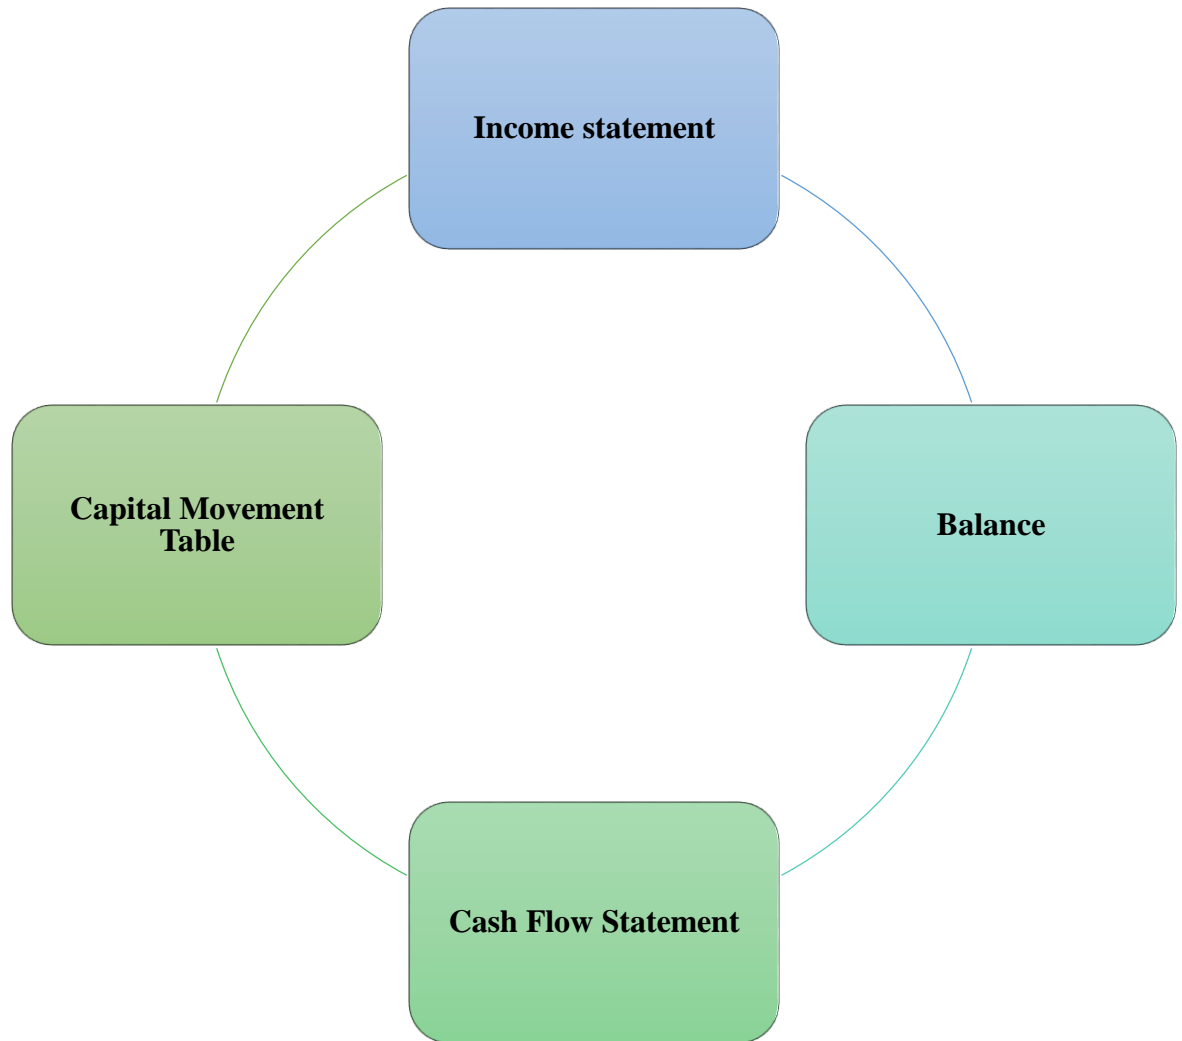 Income statement
Capital Movement
Table
Balance
Cash Flow Statement